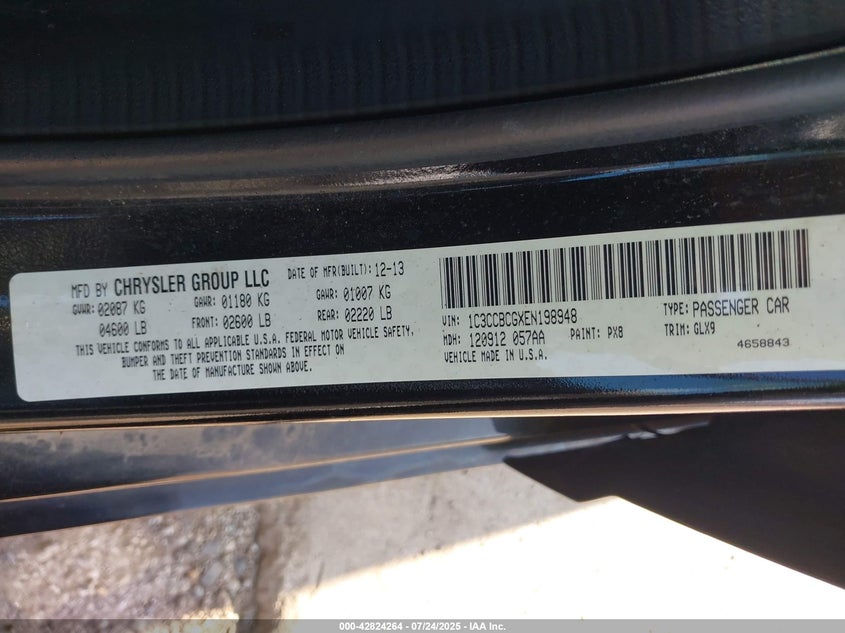 MFD BY CHRYSLER GROUP LLC DATE OF MFR(BUILT): 12-13
GVWR: 02087 KG GAWR: 01180 KG GAWR: 01007 KG
04600 LB FRONT: 02600 LB REAR: 02220 LB
THIS VEHICLE CONFORMS TO ALL APPLICABLE U.S.A. FEDERAL MOTOR VEHICLE SAFETY,
BUMPER AND THEFT PREVENTION STANDARDS IN EFFECT ON
THE DATE OF MANUFACTURE SHOWN ABOVE.
VIN: 1C3CCBCGXEN198948 TYPE: PASSENGER CAR
MDH: 120912 057AA PAINT: PX8 TRIM: GLX9
VEHICLE MADE IN U.S.A. 4658843
000-42824264 - 07/24/2025 - IAA Inc.